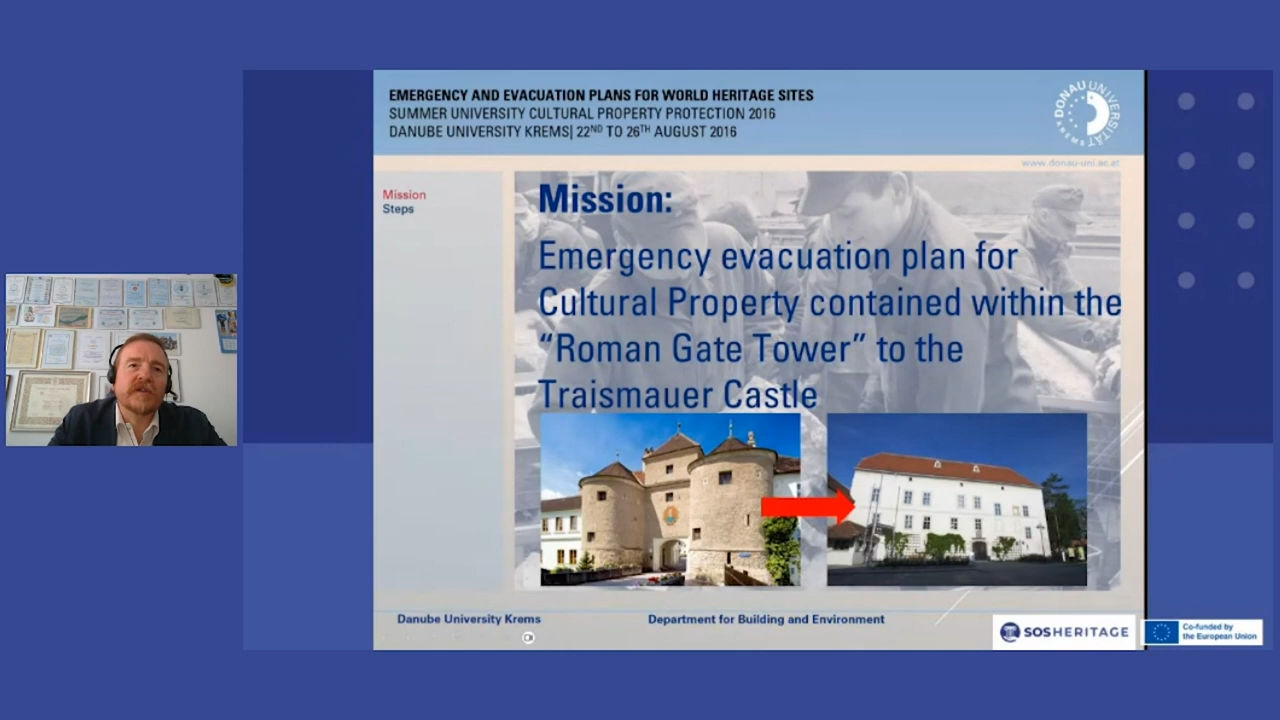 EMERGENCY AND EVACUATION PLANS FOR WORLD HERITAGE SITES
SUMMER UNIVERSITY CULTURAL PROPERTY PROTECTION 2016
DANUBE UNIVERSITY KREMS| 22ND TO 26TH AUGUST 2016
DONAU UNIVERSITÄT KREMS
www.donau-uni.ac.at
Mission
Steps
Mission:
Emergency evacuation plan for
Cultural Property contained within the
“Roman Gate Tower” to the
Traismauer Castle
Danube University Krems
Department for Building and Environment
SOSHERITAGE
Co-funded by
the European Union